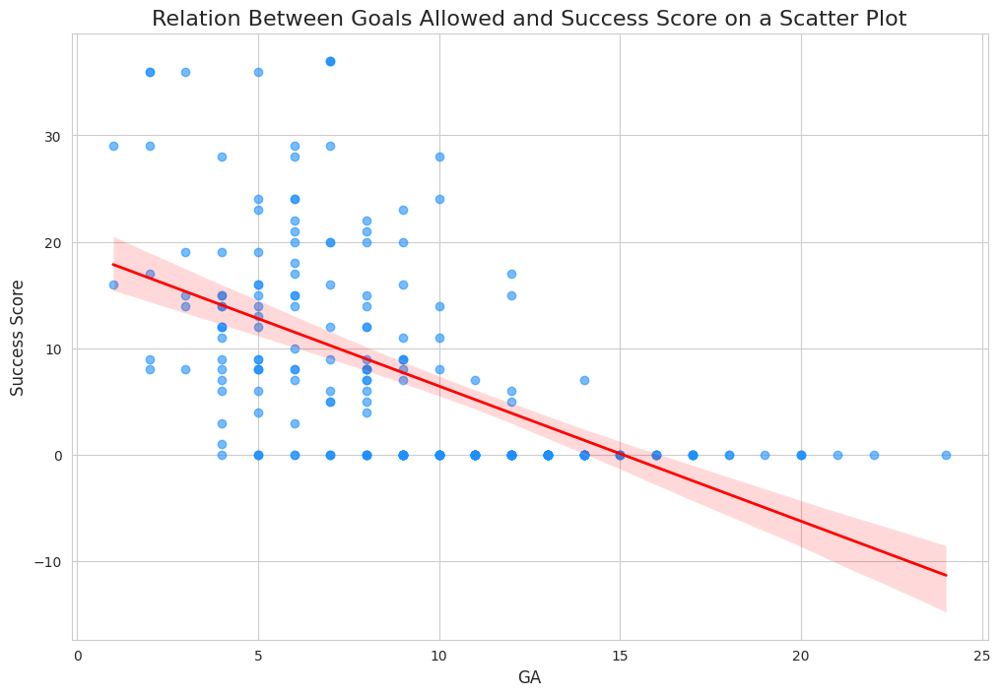 Relation Between Goals Allowed and Success Score on a Scatter Plot
Success Score
30
20
10
0
−10
0 5 10 15 20 25
GA